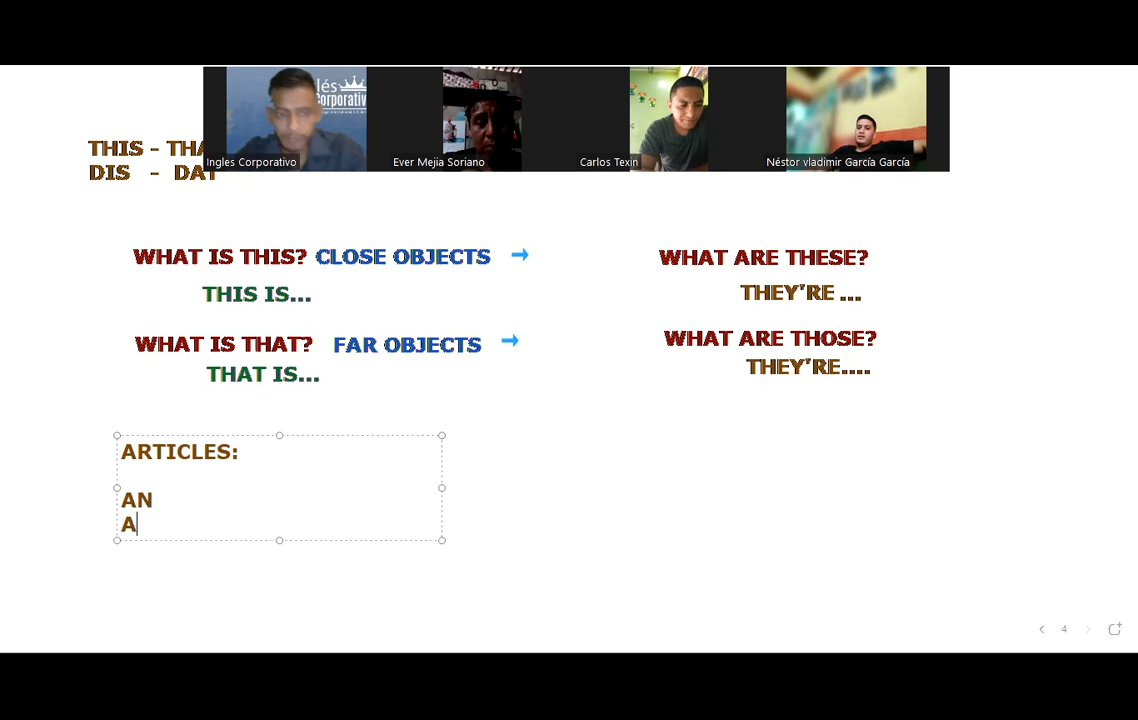 lés
Corporativo
Ingles Corporativo
Ever Mejia Soriano
Carlos Texin
Néstor vladimir García García
THIS - THA
DIS - DAT
WHAT IS THIS? CLOSE OBJECTS →
WHAT ARE THESE?
THIS IS...
THEY'RE ...
WHAT IS THAT? FAR OBJECTS →
WHAT ARE THOSE?
THAT IS...
THEY'RE....
ARTICLES:
AN
A
4